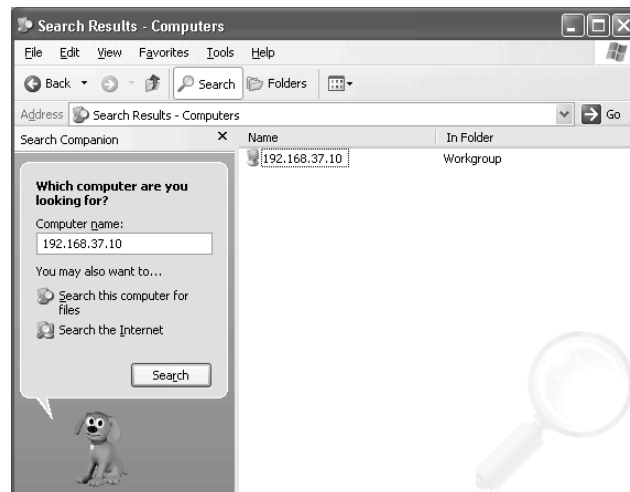 Search Results - Computers
File Edit View Favorites Tools Help
Back Search Folders
Address Search Results - Computers Go
Search Companion X Name In Folder
192.168.37.10 Workgroup
Which computer are you
looking for?
Computer name:
192.168.37.10
You may also want to...
Search this computer for
files
Search the Internet
Search